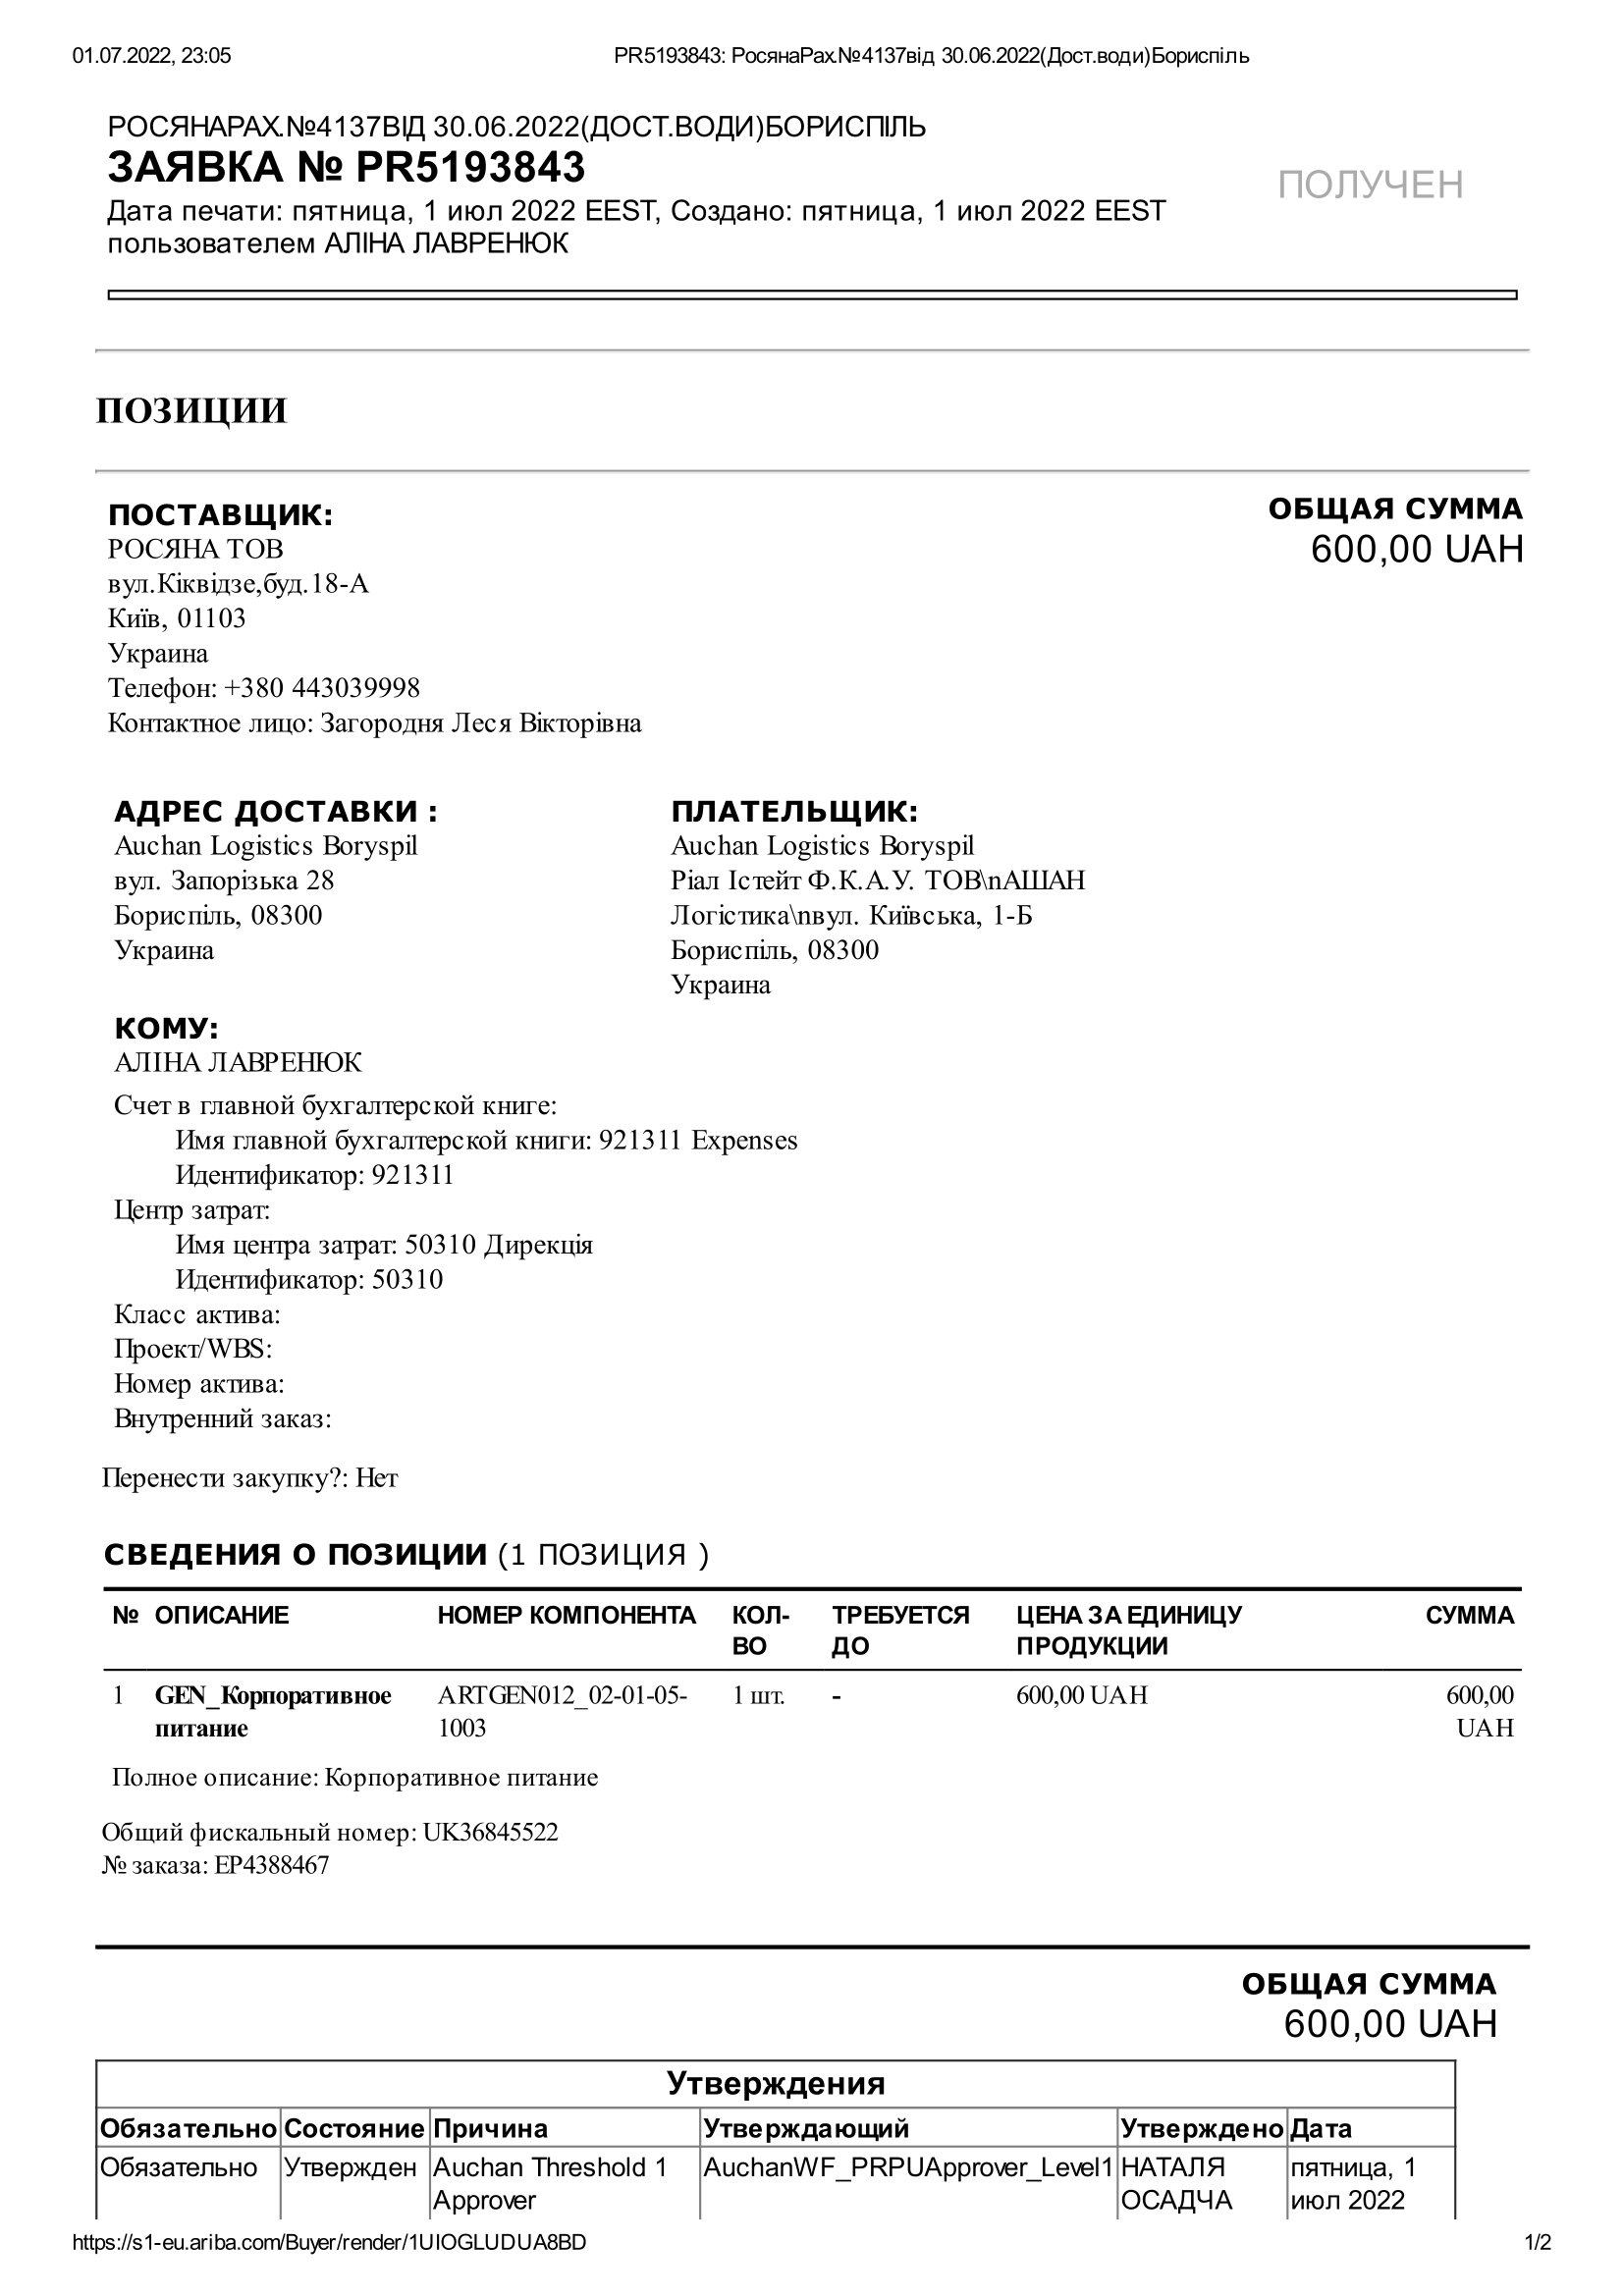 01.07.2022, 23:05 PR5193843: РосянаРах.№4137від 30.06.2022(Дост.води)Бориспіль
РОСЯНАРАХ.№4137ВІД 30.06.2022(ДОСТ.ВОДИ)БОРИСПІЛЬ
ЗАЯВКА № PR5193843
ПОЛУЧЕН
Дата печати: пятница, 1 июл 2022 EEST, Создано: пятница, 1 июл 2022 EEST
пользователем АЛІНА ЛАВРЕНЮК
ПОЗИЦИИ
ПОСТАВЩИК:
РОСЯНА ТОВ
вул.Кіквідзе,буд.18-А
Київ, 01103
Украина
Телефон: +380 443039998
Контактное лицо: Загородня Леся Вікторівна
ОБЩАЯ СУММА
600,00 UAH
АДРЕС ДОСТАВКИ :
Auchan Logistics Boryspil
вул. Запорізька 28
Бориспіль, 08300
Украина
ПЛАТЕЛЬЩИК:
Auchan Logistics Boryspil
Ріал Істейт Ф.К.А.У. ТОВ\nАШАН
Логістика\nвул. Київська, 1-Б
Бориспіль, 08300
Украина
КОМУ:
АЛІНА ЛАВРЕНЮК
Счет в главной бухгалтерской книге:
Имя главной бухгалтерской книги: 921311 Expenses
Идентификатор: 921311
Центр затрат:
Имя центра затрат: 50310 Дирекція
Идентификатор: 50310
Класс актива:
Проект/WBS:
Номер актива:
Внутренний заказ:
Перенести закупку?: Нет
СВЕДЕНИЯ О ПОЗИЦИИ (1 ПОЗИЦИЯ )
№ ОПИСАНИЕ НОМЕР КОМПОНЕНТА КОЛ- ТРЕБУЕТСЯ ЦЕНА ЗА ЕДИНИЦУ СУММА
ВО ДО ПРОДУКЦИИ
1 GEN_Корпоративное ARTGEN012_02-01-05- 1 шт. - 600,00 UAH 600,00
питание 1003 UAH
Полное описание: Корпоративное питание
Общий фискальный номер: UK36845522
№ заказа: EP4388467
ОБЩАЯ СУММА
600,00 UAH
Утверждения
Обязательно Состояние Причина Утверждающий Утверждено Дата
Обязательно Утвержден Auchan Threshold 1 AuchanWF_PRPUApprover_Level1 НАТАЛЯ пятница, 1
Approver ОСАДЧА июл 2022
https://s1-eu.ariba.com/Buyer/render/1UIOGLUDUA8BD 1/2